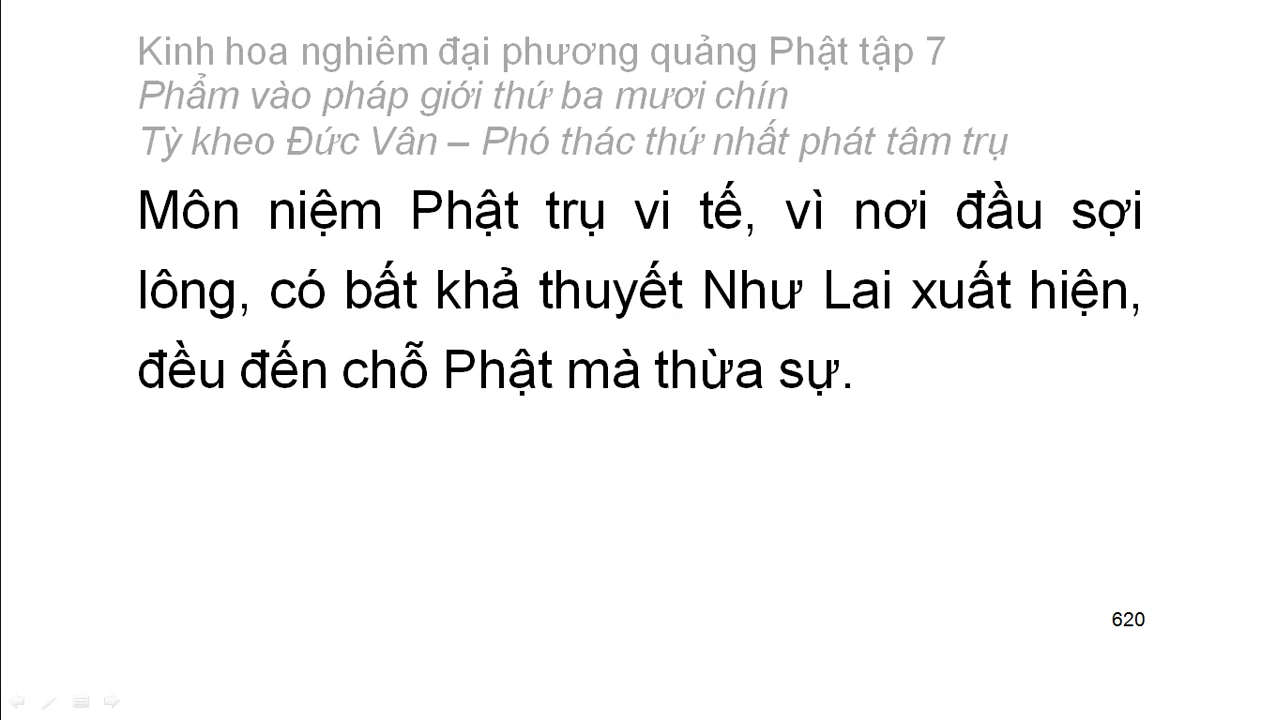 Kinh hoa nghiêm đại phương quảng Phật tập 7
Phẩm vào pháp giới thứ ba mươi chín
Tỳ kheo Đức Vân – Phó thác thứ nhất phát tâm trụ
Môn niệm Phật trụ vi tế, vì nơi đầu sợi
lông, có bất khả thuyết Như Lai xuất hiện,
đều đến chỗ Phật mà thừa sự.
620